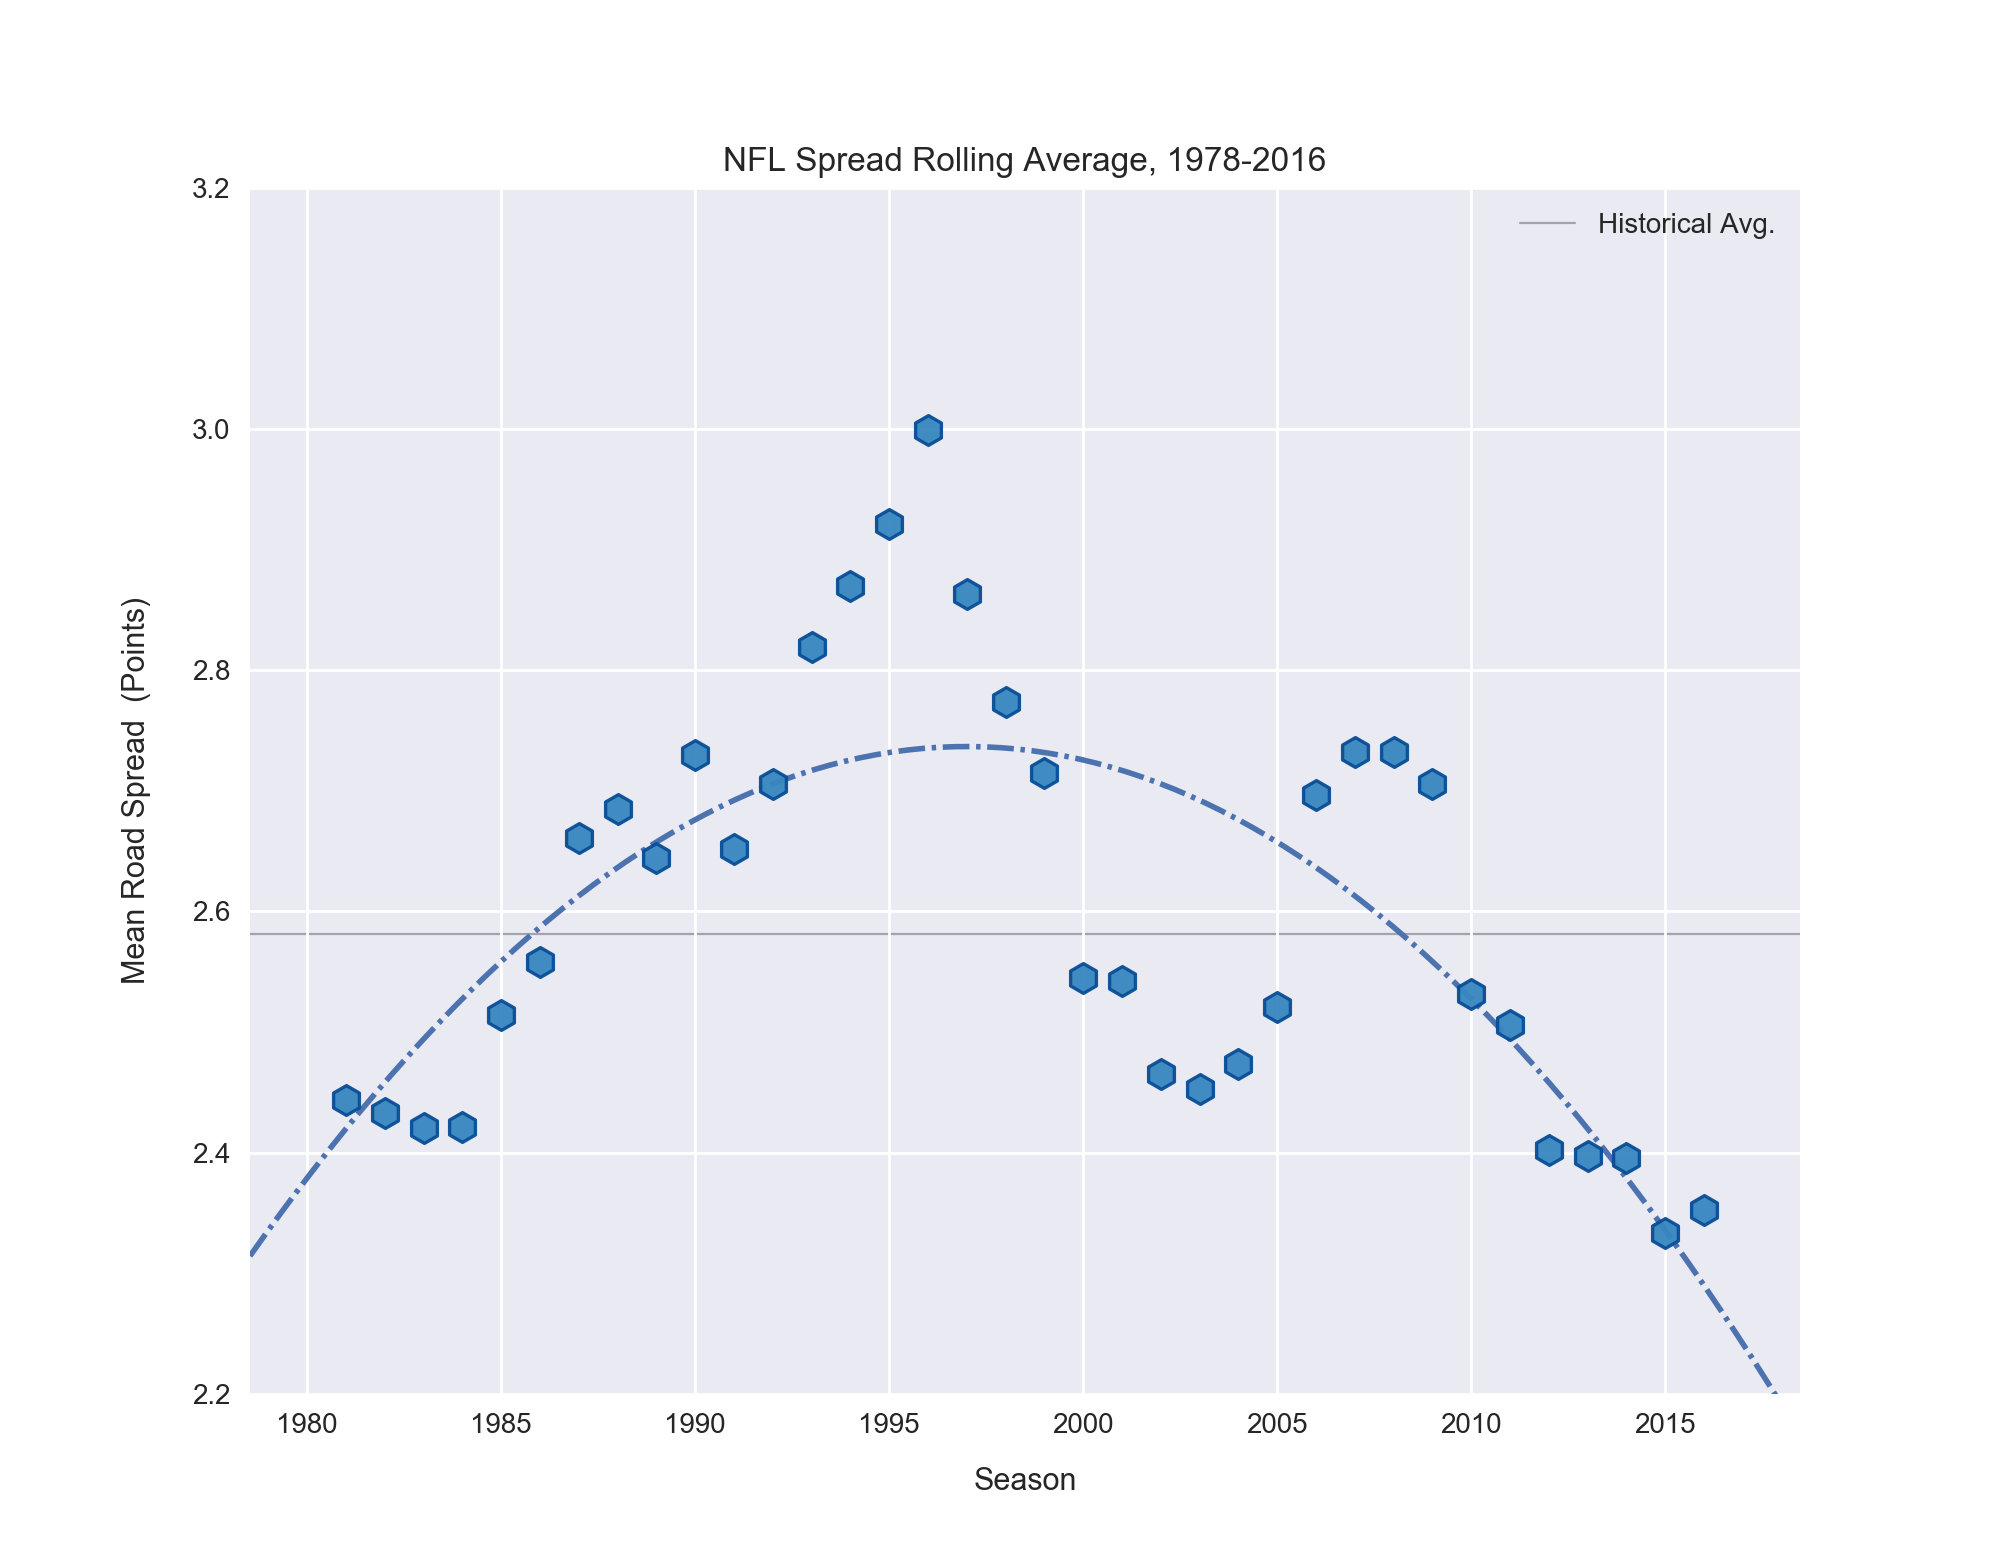 NFL Spread Rolling Average, 1978-2016
Historical Avg.
Mean Road Spread (Points)
3.2
3.0
2.8
2.6
2.4
2.2
1980 1985 1990 1995 2000 2005 2010 2015
Season